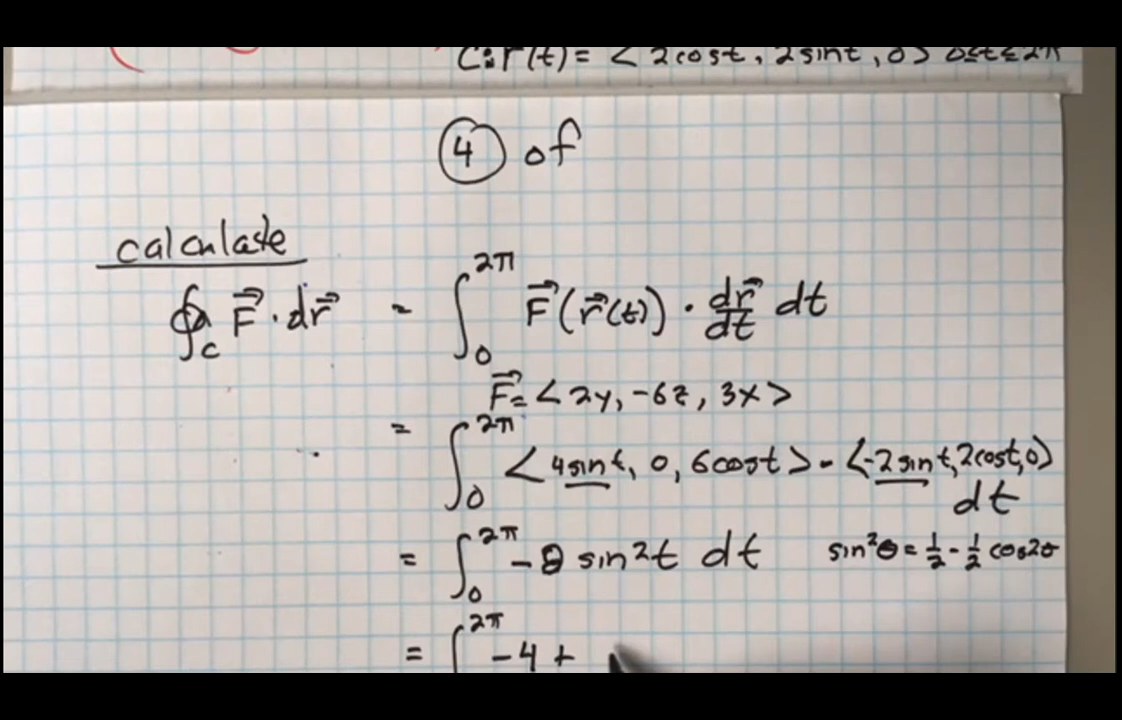 C: r(t) = < 2cost, 2sint, 0 > 0≤t≤2π
④ of
calculate
∮_C F⃗ · dr⃗ = ∫₀^2π F⃗(r⃗(t)) · dr⃗/dt dt
F⃗ = < 2y, -6z, 3x >
= ∫₀^2π < 4sint, 0, 6cost > - <-2sint, 2cost, 0>
dt
= ∫₀^2π -8 sin²t dt sin²θ = 1/2 - 1/2 cos2θ
= ∫^2π -4 +